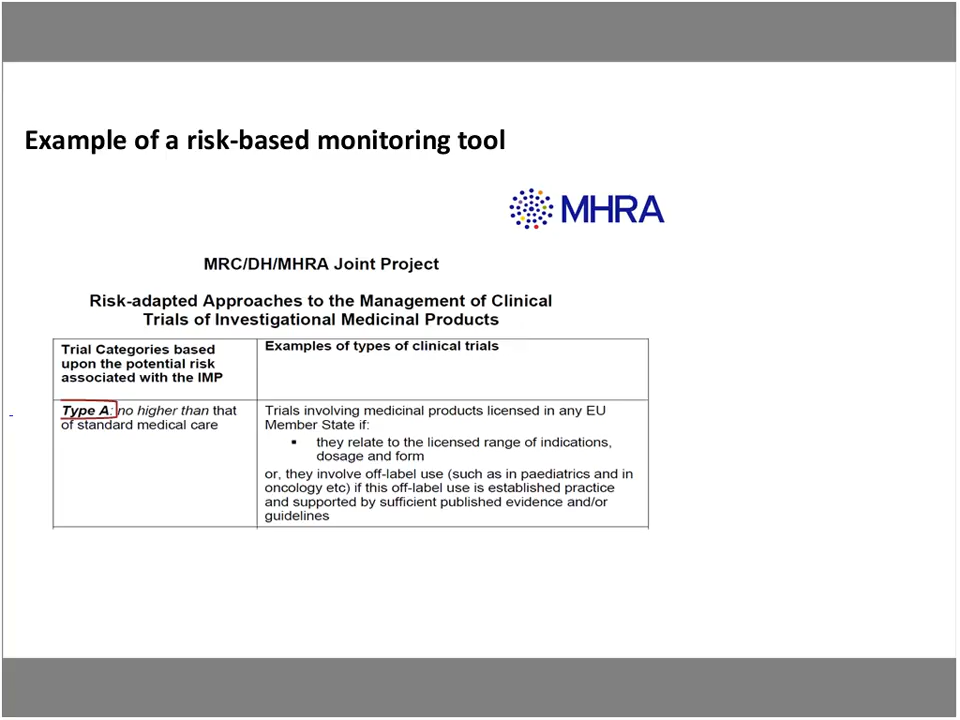 Example of a risk-based monitoring tool
MHRA
MRC/DH/MHRA Joint Project
Risk-adapted Approaches to the Management of Clinical
Trials of Investigational Medicinal Products
Trial Categories based
upon the potential risk
associated with the IMP
Examples of types of clinical trials
Type A: no higher than that
of standard medical care
Trials involving medicinal products licensed in any EU
Member State if:
▪ they relate to the licensed range of indications,
dosage and form
or, they involve off-label use (such as in paediatrics and in
oncology etc) if this off-label use is established practice
and supported by sufficient published evidence and/or
guidelines